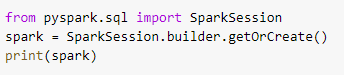 from pyspark.sql import SparkSession
spark = SparkSession.builder.getOrCreate()
print(spark)